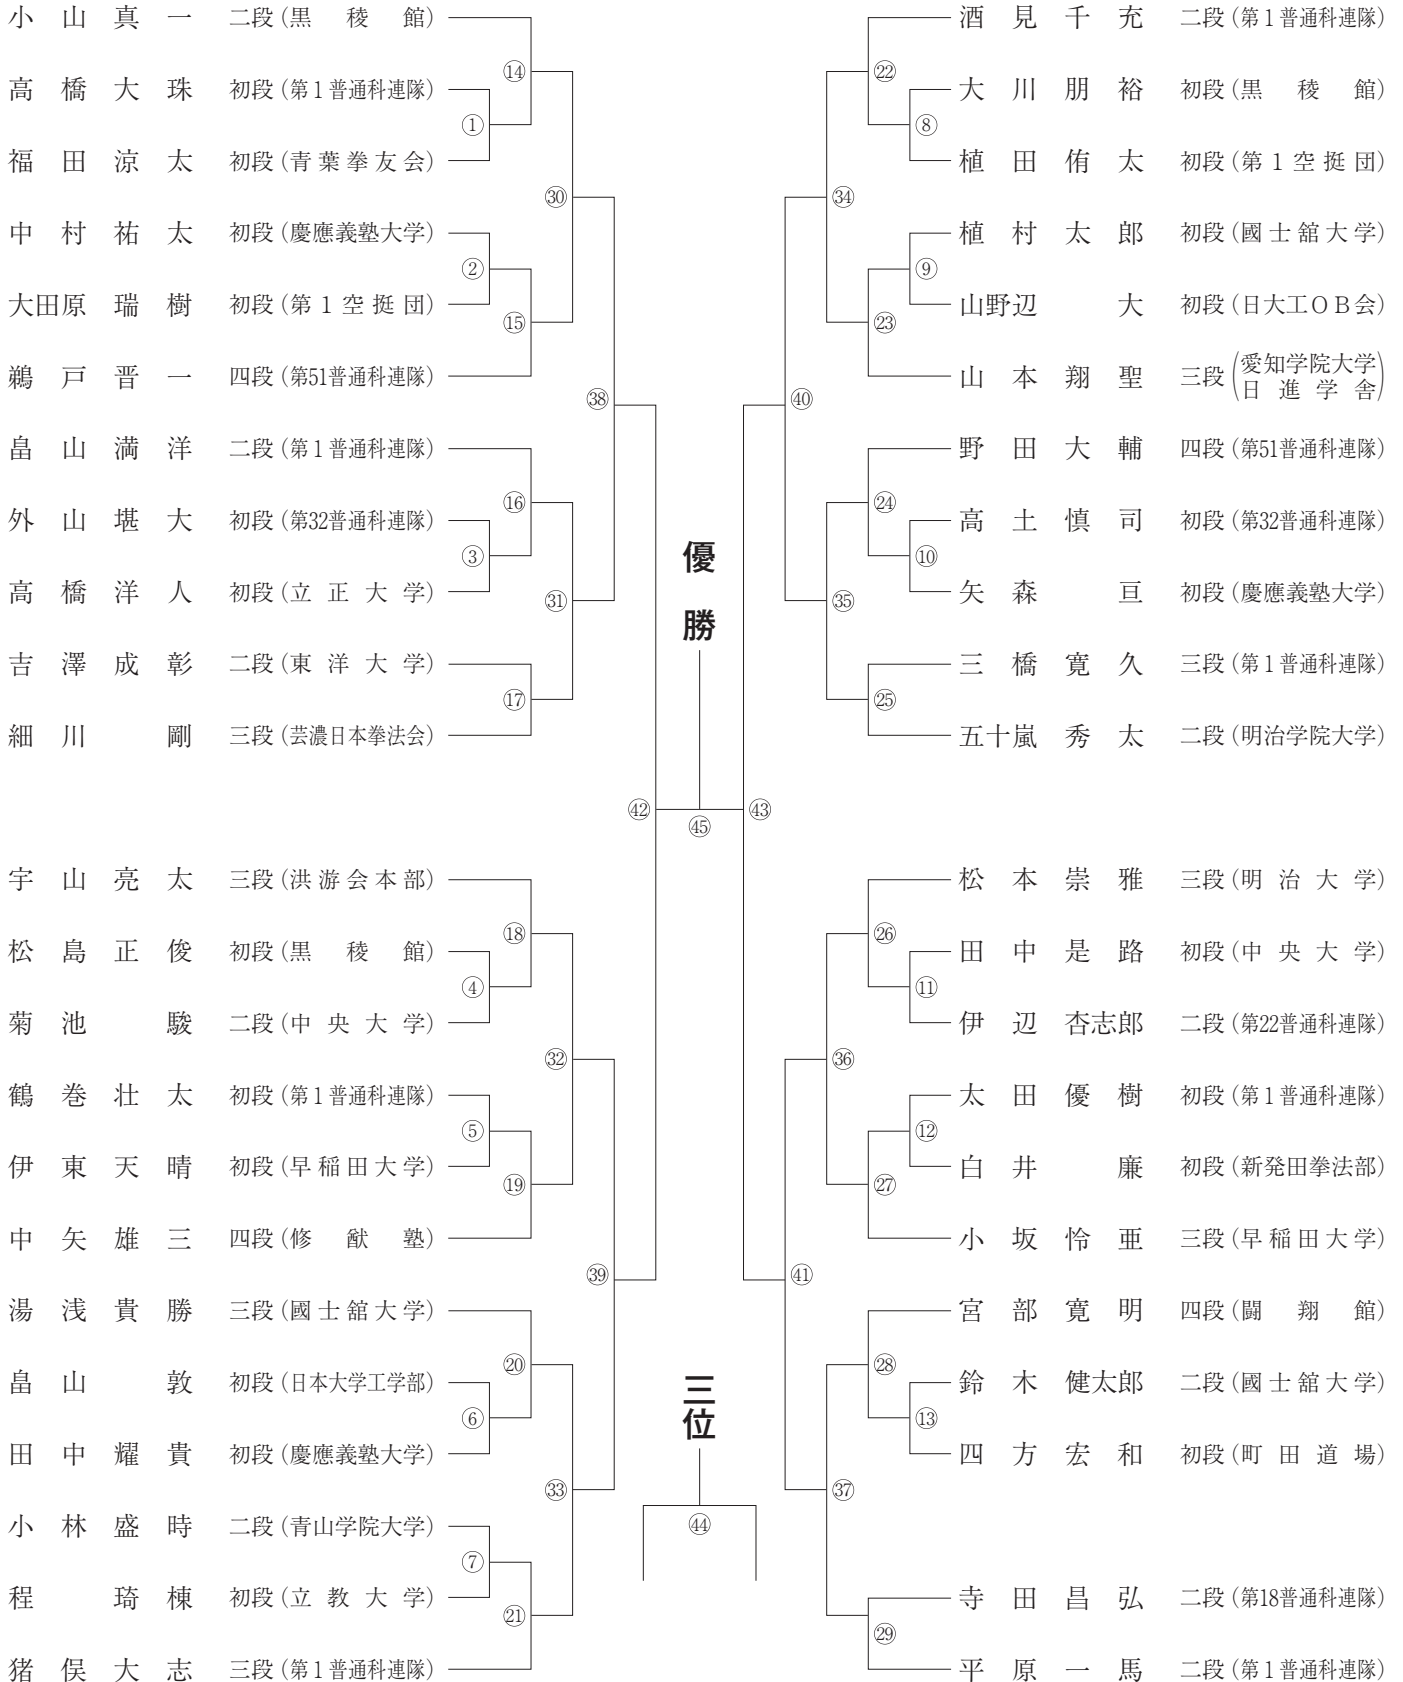 小山真一 二段(黒稜館)
⑭
高橋大珠 初段(第1普通科連隊)
①
福田涼太 初段(青葉拳友会)
㉚
中村祐太 初段(慶應義塾大学)
②
大田原瑞樹 初段(第1空挺団)
⑮
鵜戸晋一 四段(第51普通科連隊)
㊳
畠山満洋 二段(第1普通科連隊)
⑯
外山堪大 初段(第32普通科連隊)
③
高橋洋人 初段(立正大学)
㉛
吉澤成彰 二段(東洋大学)
⑰
細川剛 三段(芸濃日本拳法会)
㊷
宇山亮太 三段(洪游会本部)
⑱
松島正俊 初段(黒稜館)
④
菊池駿 二段(中央大学)
㉜
鶴巻壮太 初段(第1普通科連隊)
⑤
伊東天晴 初段(早稲田大学)
⑲
中矢雄三 四段(修猷塾)
㊴
湯浅貴勝 三段(國士舘大学)
⑳
畠山敦 初段(日本大学工学部)
⑥
田中耀貴 初段(慶應義塾大学)
㉝
小林盛時 二段(青山学院大学)
⑦
程琦棟 初段(立教大学)
㉑
猪俣大志 三段(第1普通科連隊)
優勝
㊺
三位
㊹
酒見千充 二段(第1普通科連隊)
㉒
大川朋裕 初段(黒稜館)
⑧
植田侑太 初段(第1空挺団)
㉞
植村太郎 初段(國士舘大学)
⑨
山野辺大 初段(日大工OB会)
㉓
山本翔聖 三段(愛知学院大学
日進学舎)
㊵
野田大輔 四段(第51普通科連隊)
㉔
高土慎司 初段(第32普通科連隊)
⑩
矢森亘 初段(慶應義塾大学)
㉟
三橋寛久 三段(第1普通科連隊)
㉕
五十嵐秀太 二段(明治学院大学)
㊸
松本崇雅 三段(明治大学)
㉖
田中是路 初段(中央大学)
⑪
伊辺杏志郎 二段(第22普通科連隊)
㊱
太田優樹 初段(第1普通科連隊)
⑫
白井廉 初段(新発田拳法部)
㉗
小坂怜亜 三段(早稲田大学)
㊶
宮部寛明 四段(闘翔館)
㉘
鈴木健太郎 二段(國士舘大学)
⑬
四方宏和 初段(町田道場)
㊲
寺田昌弘 二段(第18普通科連隊)
㉙
平原一馬 二段(第1普通科連隊)